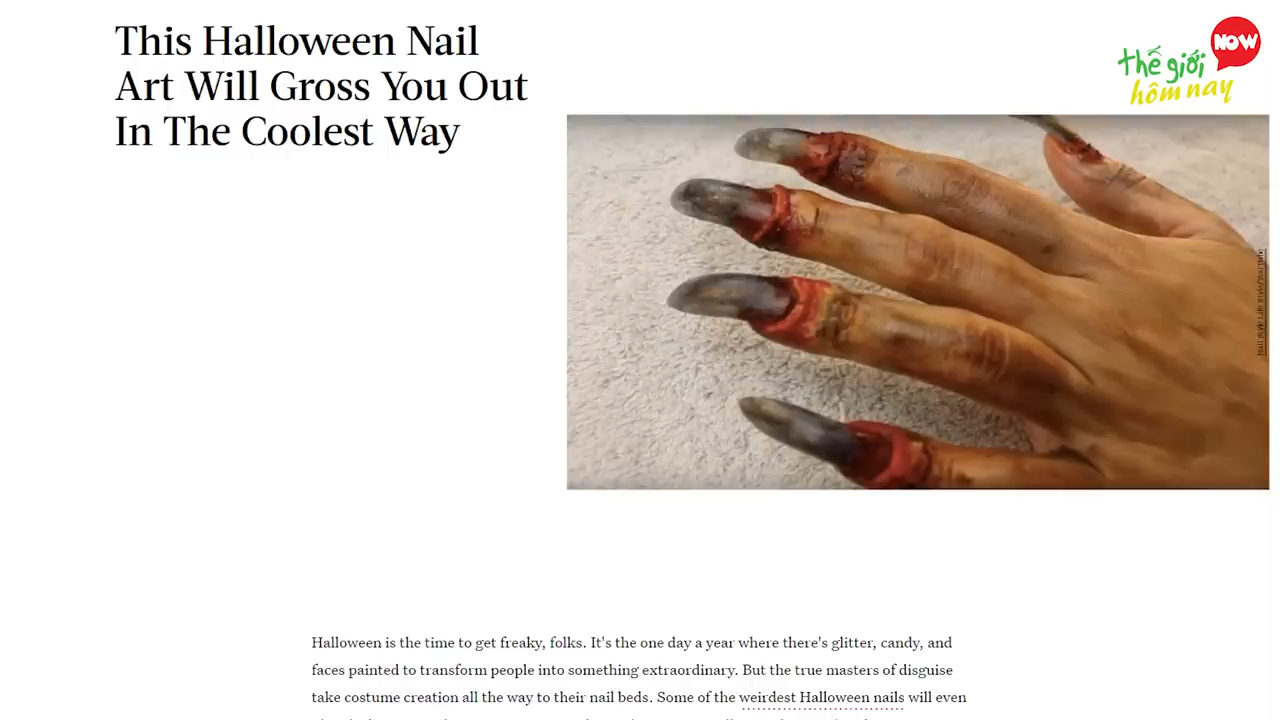 This Halloween Nail
Art Will Gross You Out
In The Coolest Way
NOW
thế giới
hôm nay
Halloween is the time to get freaky, folks. It's the one day a year where there's glitter, candy, and
faces painted to transform people into something extraordinary. But the true masters of disguise
take costume creation all the way to their nail beds. Some of the weirdest Halloween nails will even